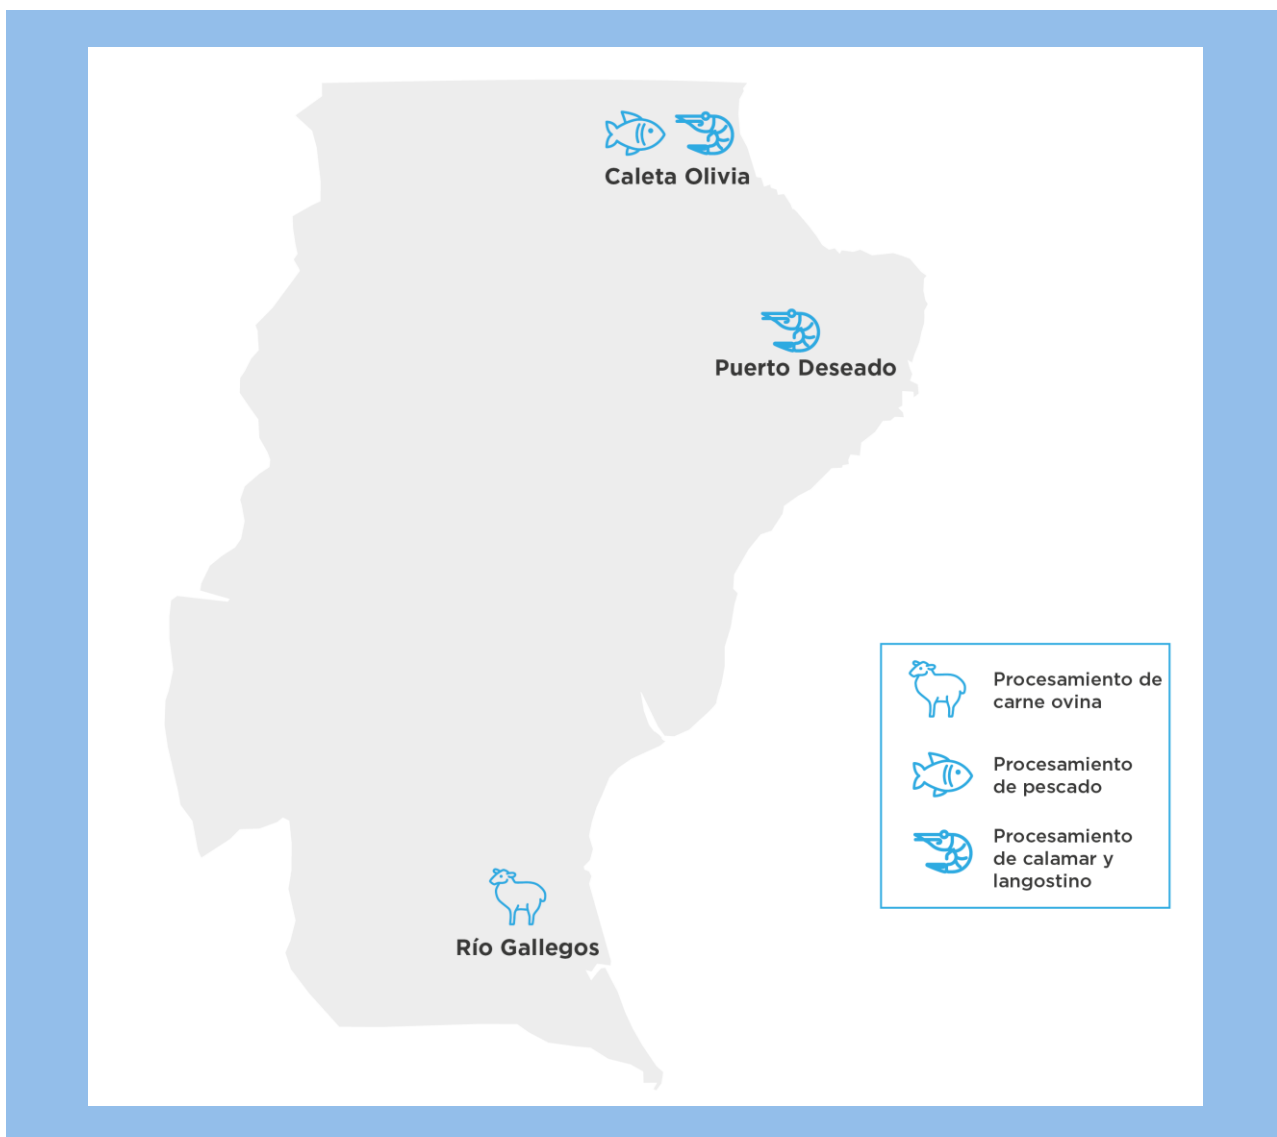 Caleta Olivia
Puerto Deseado
Procesamiento de
carne ovina
Procesamiento
de pescado
Procesamiento
de calamar y
langostino
Río Gallegos